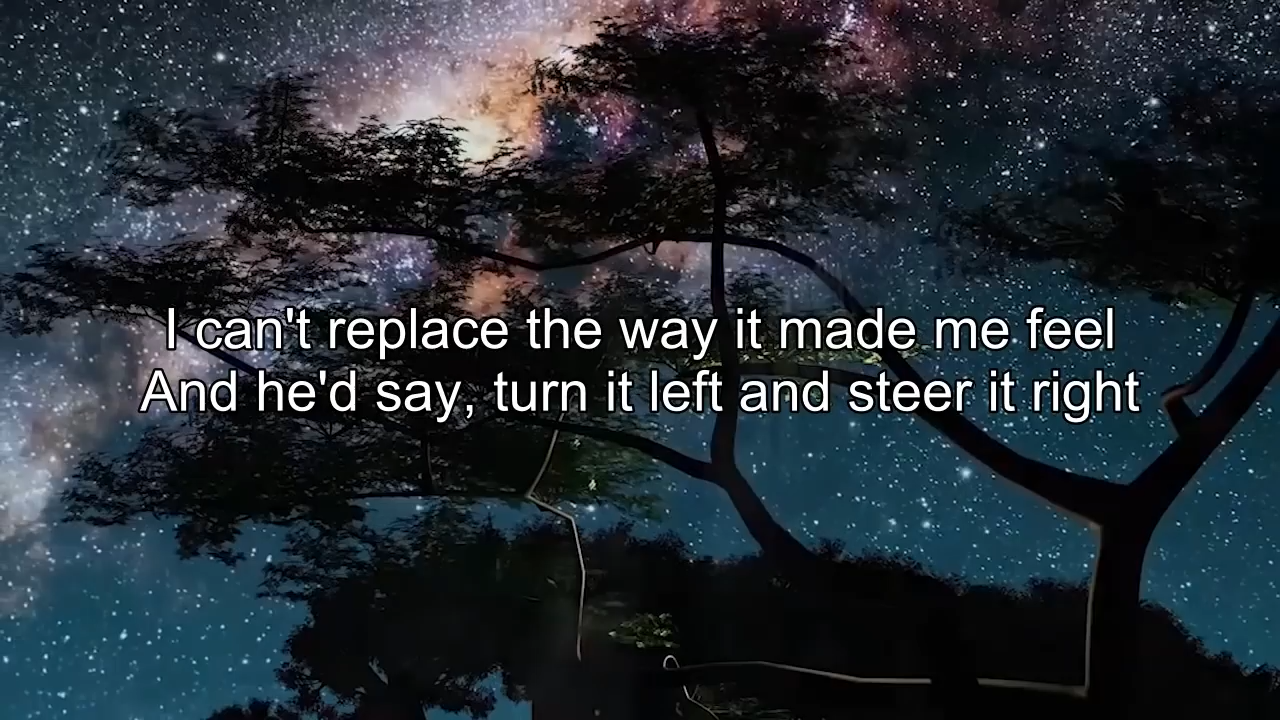 I can't replace the way it made me feel
And he'd say, turn it left and steer it right